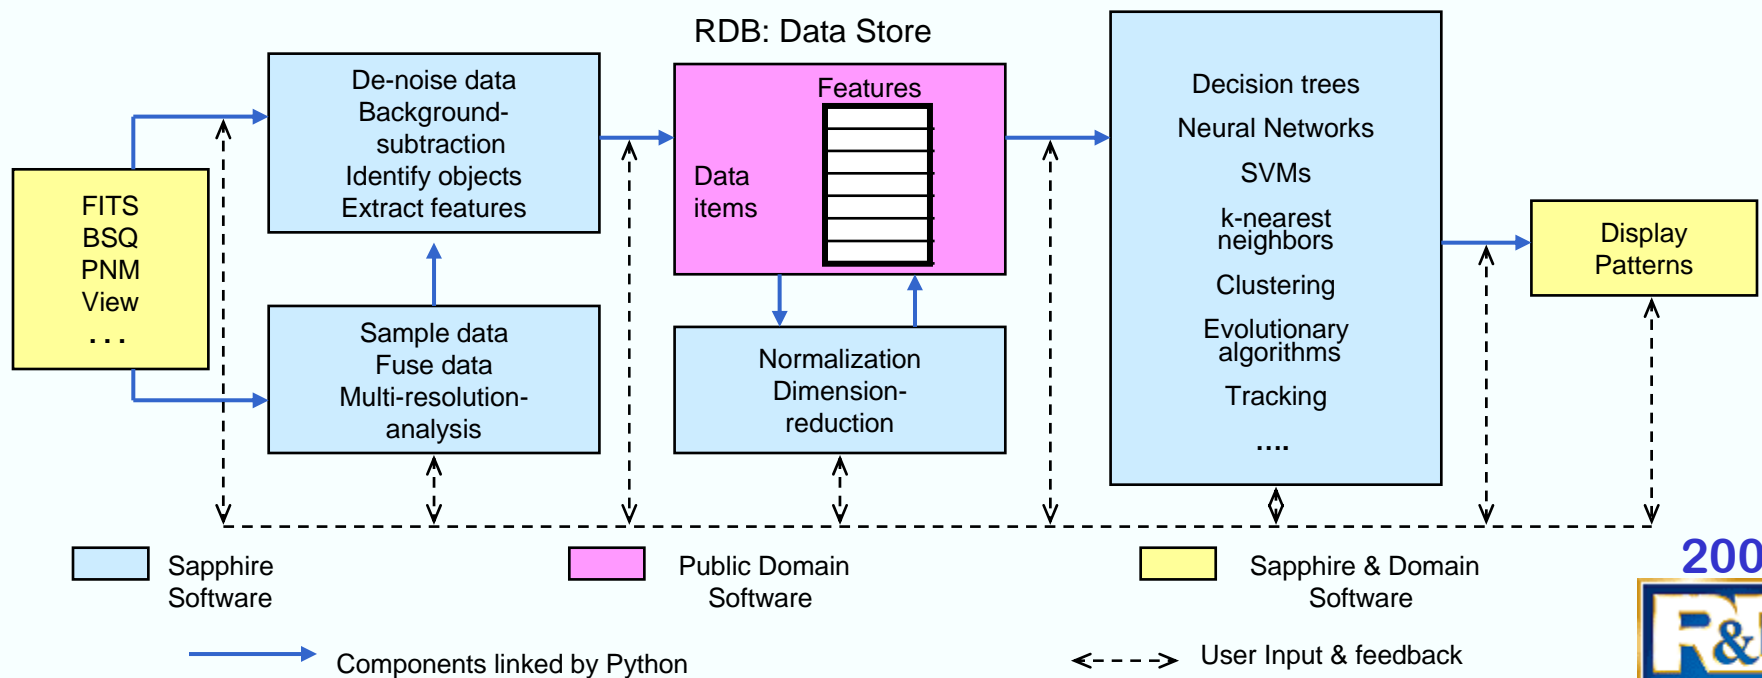 RDB: Data Store
FITS
BSQ
PNM
View
. . .
De-noise data
Background-
subtraction
Identify objects
Extract features
Sample data
Fuse data
Multi-resolution-
analysis
Features
Data
items
Normalization
Dimension-
reduction
Decision trees
Neural Networks
SVMs
k-nearest
neighbors
Clustering
Evolutionary
algorithms
Tracking
....
Display
Patterns
Sapphire
Software
Public Domain
Software
Sapphire & Domain
Software
Components linked by Python
User Input & feedback
200
R&